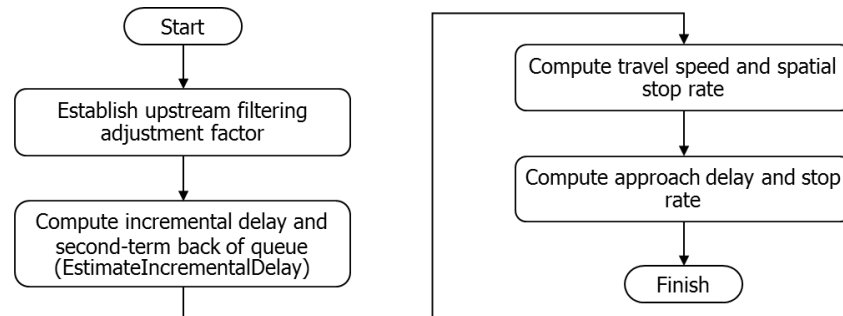 Start
Establish upstream filtering
adjustment factor
Compute incremental delay and
second-term back of queue
(EstimateIncrementalDelay)
Compute travel speed and spatial
stop rate
Compute approach delay and stop
rate
Finish